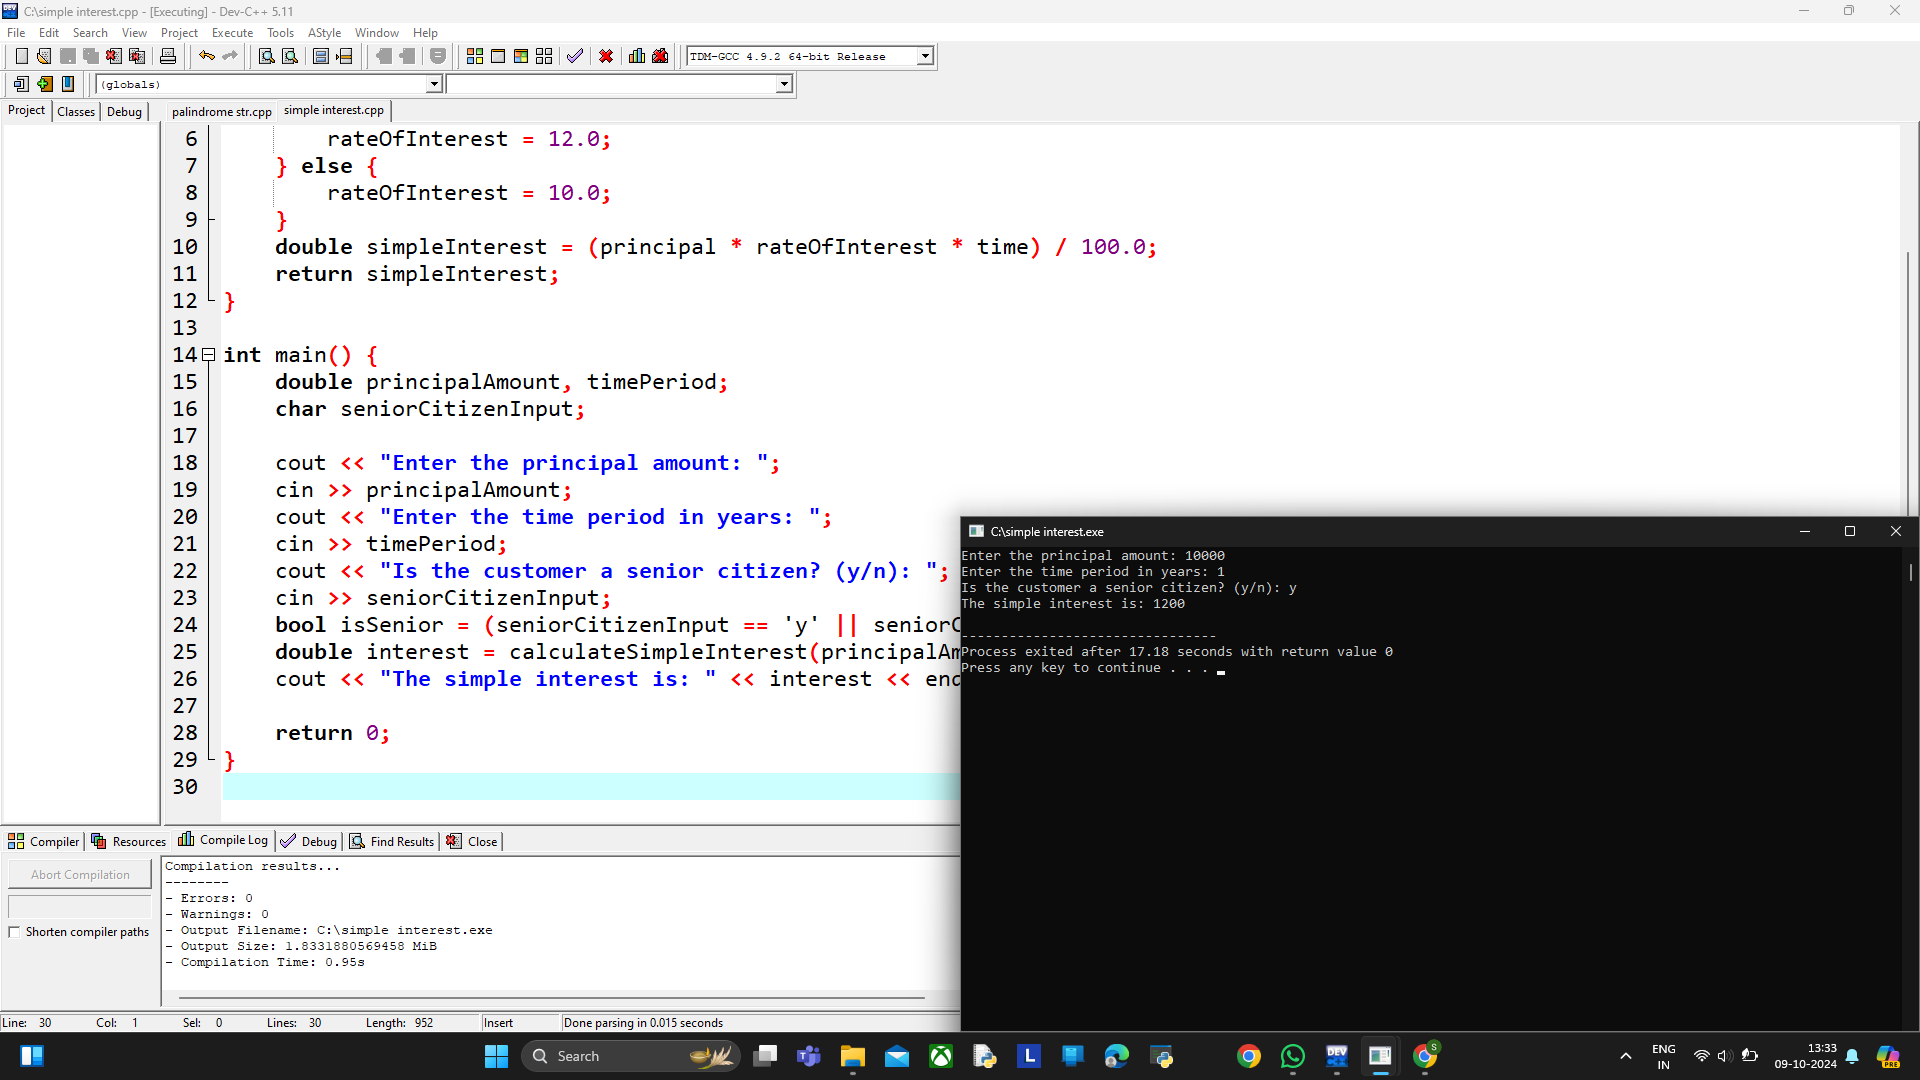 C:\simple interest.cpp - [Executing] - Dev-C++ 5.11
File Edit Search View Project Execute Tools AStyle Window Help
TDM-GCC 4.9.2 64-bit Release
(globals)
Project Classes Debug palindrome str.cpp simple interest.cpp
6 rateOfInterest = 12.0;
7 } else {
8 rateOfInterest = 10.0;
9 }
10 double simpleInterest = (principal * rateOfInterest * time) / 100.0;
11 return simpleInterest;
12 }
13
14 int main() {
15 double principalAmount, timePeriod;
16 char seniorCitizenInput;
17
18 cout << "Enter the principal amount: ";
19 cin >> principalAmount;
20 cout << "Enter the time period in years: ";
21 cin >> timePeriod;
22 cout << "Is the customer a senior citizen? (y/n): ";
23 cin >> seniorCitizenInput;
24 bool isSenior = (seniorCitizenInput == 'y' || seniorC
25 double interest = calculateSimpleInterest(principalAm
26 cout << "The simple interest is: " << interest << end
27
28 return 0;
29 }
30
C:\simple interest.exe
Enter the principal amount: 10000
Enter the time period in years: 1
Is the customer a senior citizen? (y/n): y
The simple interest is: 1200
--------------------------------
Process exited after 17.18 seconds with return value 0
Press any key to continue . . .
Compiler Resources Compile Log Debug Find Results Close
Abort Compilation
Shorten compiler paths
Compilation results...
--------
- Errors: 0
- Warnings: 0
- Output Filename: C:\simple interest.exe
- Output Size: 1.8331880569458 MiB
- Compilation Time: 0.95s
Line: 30 Col: 1 Sel: 0 Lines: 30 Length: 952 Insert Done parsing in 0.015 seconds
Search
L
DEV
S
ENG
IN
13:33
09-10-2024
PRE